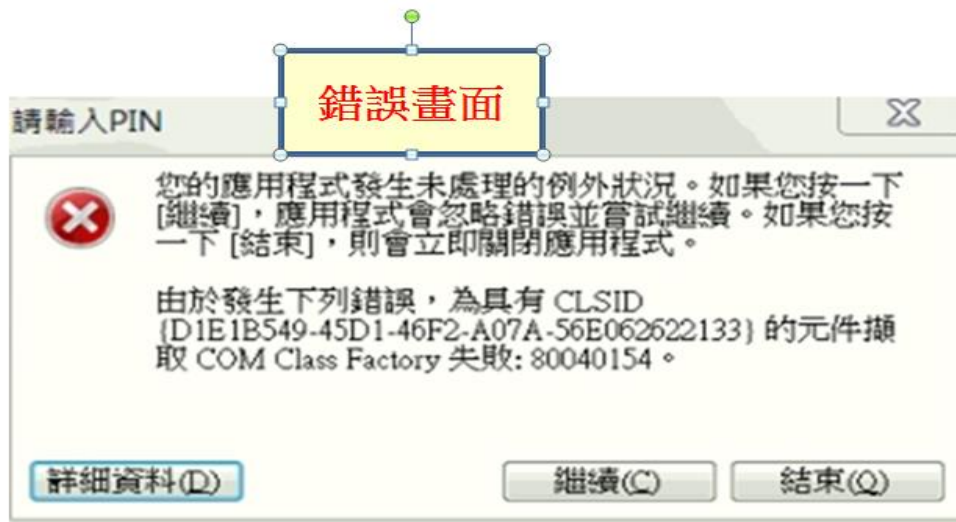 錯誤畫面
請輸入PIN
您的應用程式發生未處理的例外狀況。如果您按一下
[繼續]，應用程式會忽略錯誤並嘗試繼續。如果您按
一下 [結束]，則會立即關閉應用程式。
由於發生下列錯誤，為具有 CLSID
{D1E1B549-45D1-46F2-A07A-56E062622133} 的元件擷
取 COM Class Factory 失敗: 80040154。
詳細資料(D)
繼續(C)
結束(Q)